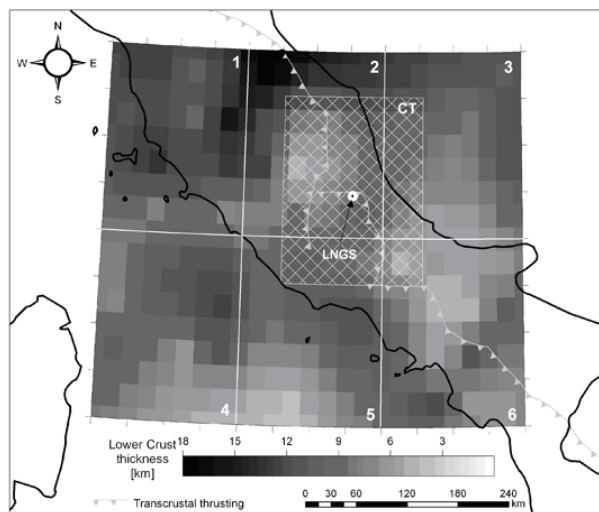 N
W E
S
1 2 3
CT
LNGS
4 5 6
Lower Crust
thickness
[km]
18 15 12 9 6 3
Transcrustal thrusting
0 30 60 120 180 240
km